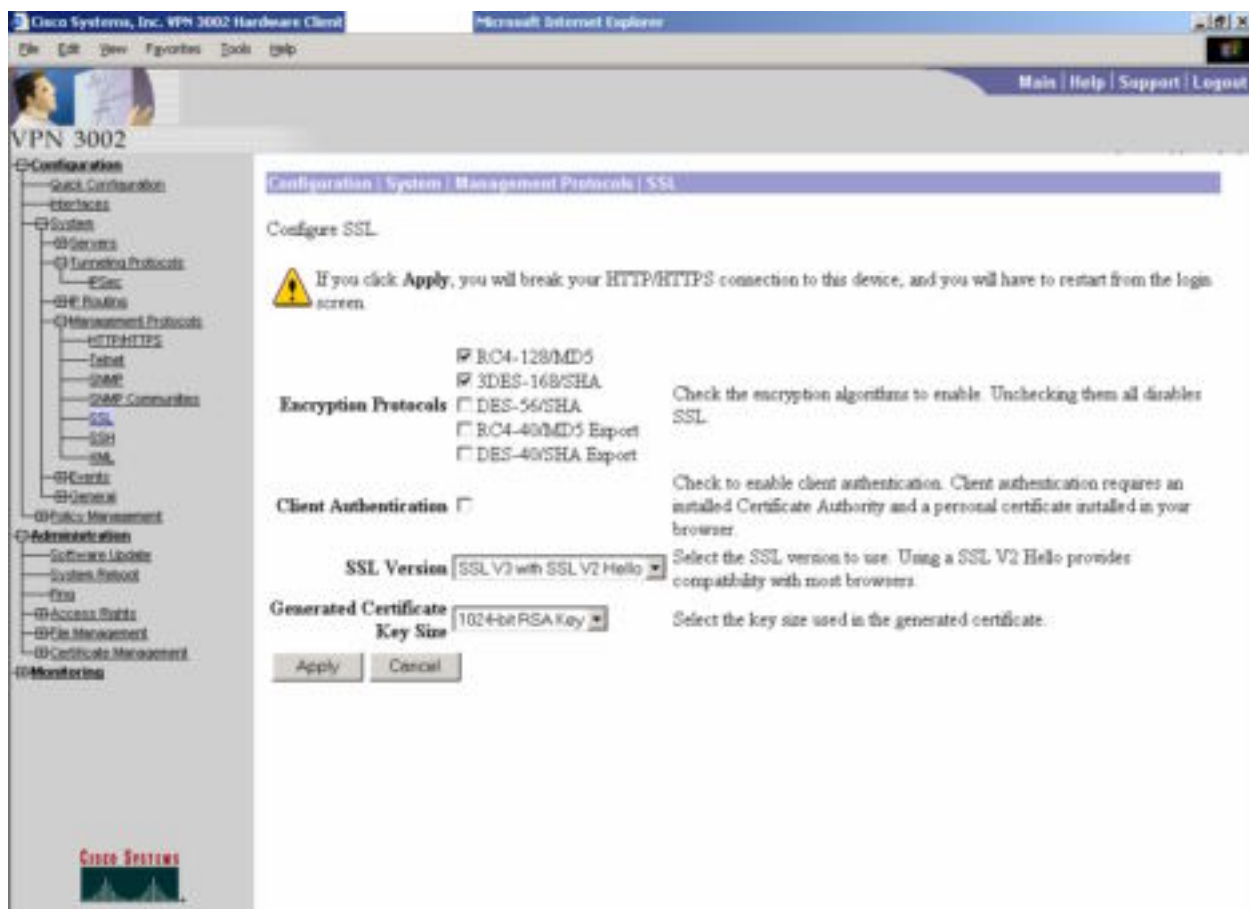 Cisco Systems, Inc. VPN 3002 Hardware Client
Microsoft Internet Explorer
File Edit View Favorites Tools Help
Main | Help | Support | Logout
VPN 3002
Configuration
Quick Configuration
Interfaces
System
Servers
Tunneling Protocols
IPSec
IP Routing
Management Protocols
HTTP/HTTPS
Telnet
SNMP
SNMP Communities
SSL
SSH
XML
Events
General
Policy Management
Administration
Software Update
System Reboot
Ping
Access Rights
File Management
Certificate Management
Monitoring
Cisco Systems
Configuration | System | Management Protocols | SSL
Configure SSL.
If you click Apply, you will break your HTTP/HTTPS connection to this device, and you will have to restart from the login
screen.
Encryption Protocols
RC4-128/MD5
3DES-168/SHA
DES-56/SHA
RC4-40/MD5 Export
DES-40/SHA Export
Check the encryption algorithms to enable. Unchecking them all disables
SSL.
Client Authentication
Check to enable client authentication. Client authentication requires an
installed Certificate Authority and a personal certificate installed in your
browser.
SSL Version
SSL V3 with SSL V2 Hello
Select the SSL version to use. Using a SSL V2 Hello provides
compatibility with most browsers.
Generated Certificate
Key Size
1024-bit RSA Key
Select the key size used in the generated certificate.
Apply
Cancel